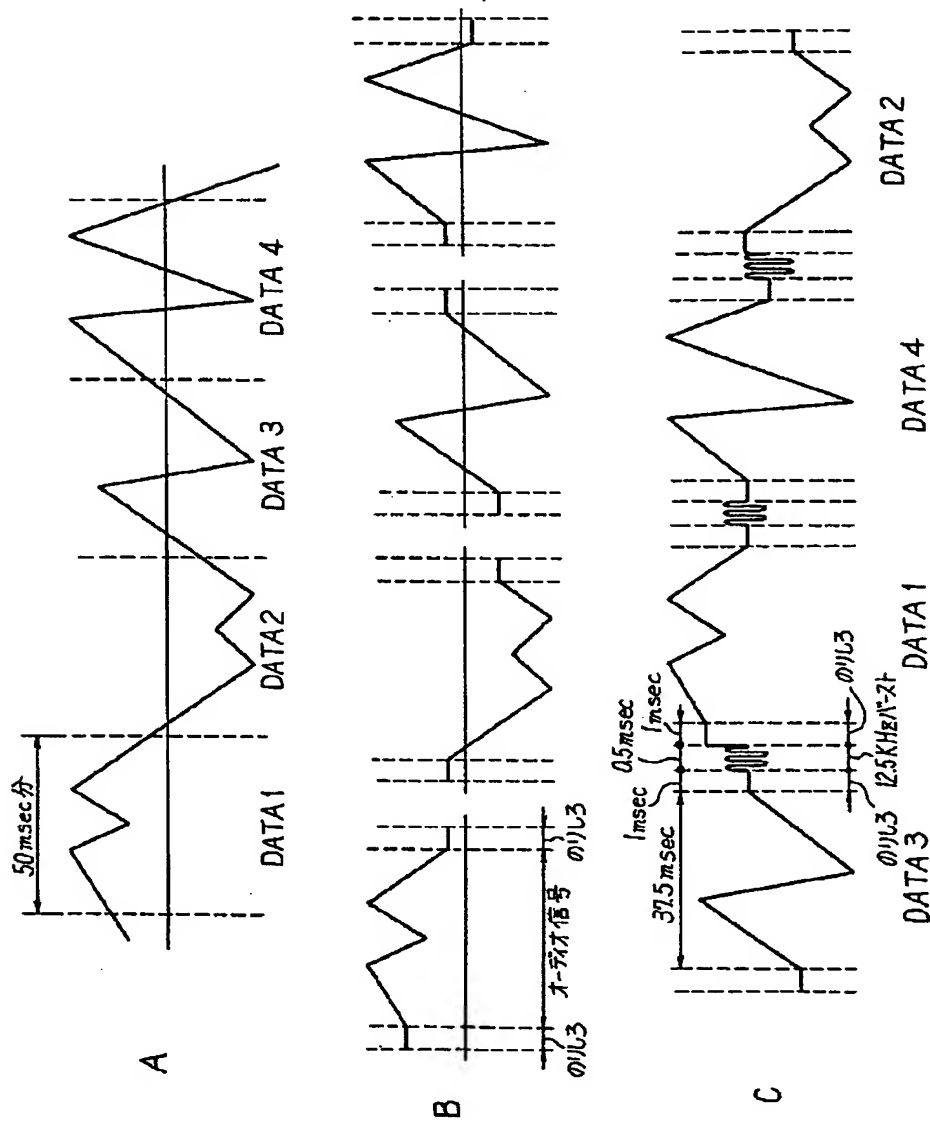 A
50msec分
DATA1
DATA2
DATA3
DATA4
B
のりしろ
オーディオ信号
のりしろ
C
37.5msec
1msec
0.5msec
1msec
のりしろ
12.5KHzバースト
のりしろ
DATA3
DATA1
DATA4
DATA2